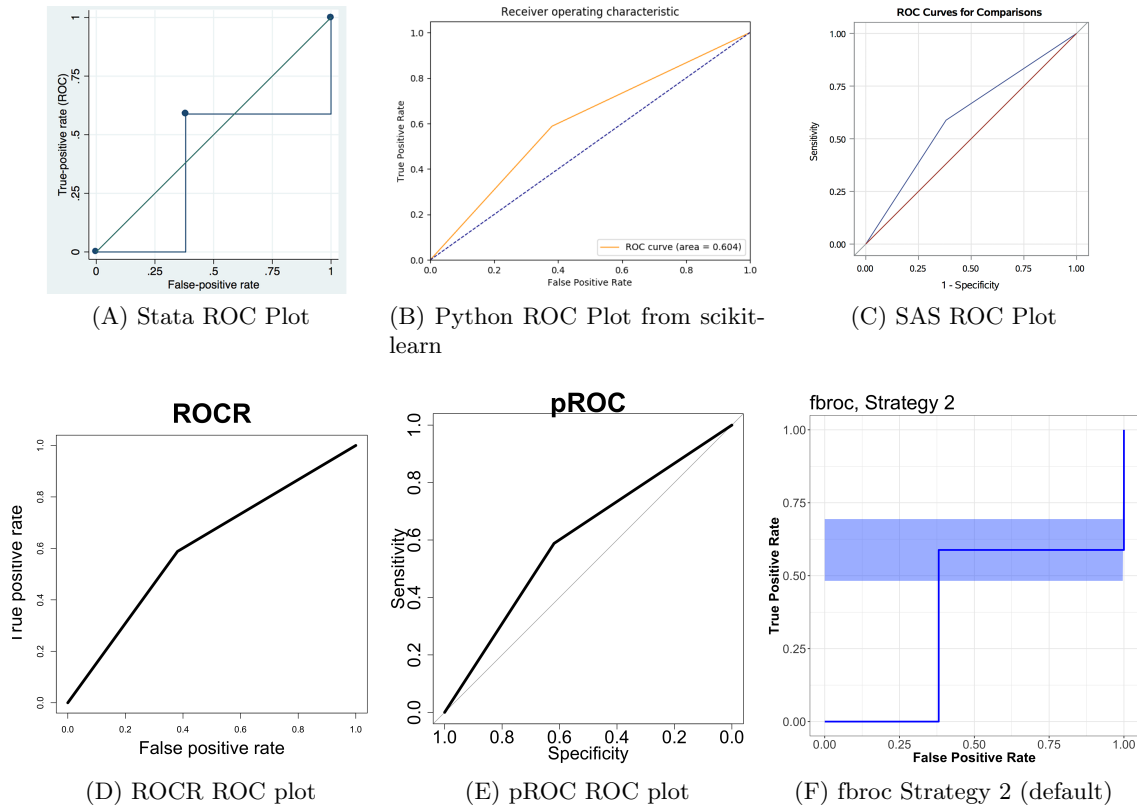 1
.75
.5
.25
0
True-positive rate (ROC)
0 .25 .5 .75 1
False-positive rate
(A) Stata ROC Plot
Receiver operating characteristic
1.0
0.8
0.6
0.4
0.2
0.0
True Positive Rate
ROC curve (area = 0.604)
0.0 0.2 0.4 0.6 0.8 1.0
False Positive Rate
(B) Python ROC Plot from scikit-
learn
ROC Curves for Comparisons
1.00
0.75
0.50
0.25
0.00
Sensitivity
0.00 0.25 0.50 0.75 1.00
1 - Specificity
(C) SAS ROC Plot
ROCR
1.0
0.8
0.6
0.4
0.2
0.0
True positive rate
0.0 0.2 0.4 0.6 0.8 1.0
False positive rate
(D) ROCR ROC plot
pROC
1.0
0.8
0.6
0.4
0.2
0.0
Sensitivity
1.0 0.8 0.6 0.4 0.2 0.0
Specificity
(E) pROC ROC plot
fbroc, Strategy 2
1.00
0.75
0.50
0.25
0.00
True Positive Rate
0.00 0.25 0.50 0.75 1.00
False Positive Rate
(F) fbroc Strategy 2 (default)